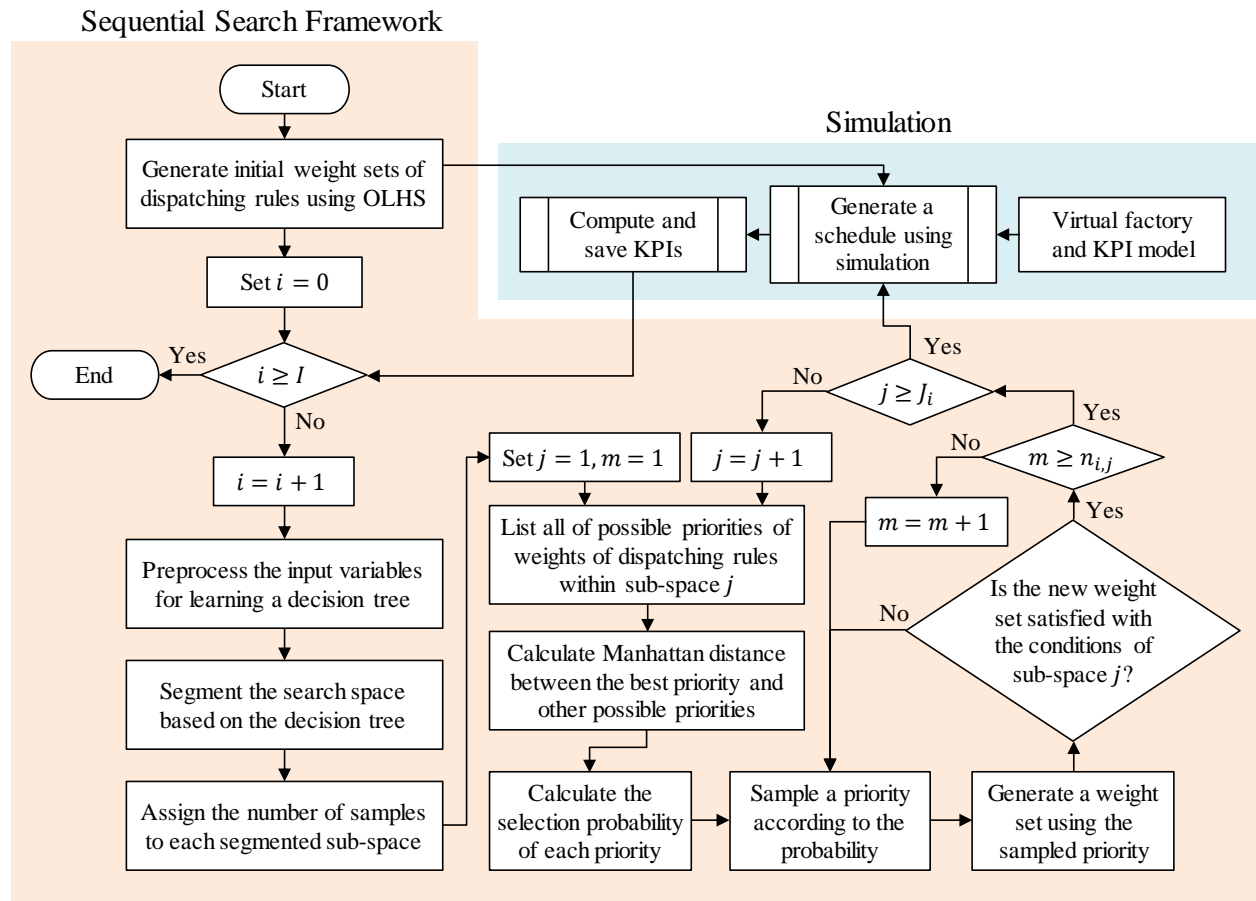 Sequential Search Framework
Start
Generate initial weight sets of
dispatching rules using OLHS
Set i = 0
Yes
End
i ≥ I
No
i = i + 1
Preprocess the input variables
for learning a decision tree
Segment the search space
based on the decision tree
Assign the number of samples
to each segmented sub-space
Simulation
Compute and
save KPIs
Generate a
schedule using
simulation
Virtual factory
and KPI model
Yes
No
j ≥ J_i
Set j = 1, m = 1
j = j + 1
Yes
No
m ≥ n_{i,j}
m = m + 1
List all of possible priorities of
weights of dispatching rules
within sub-space j
Yes
No
Is the new weight
set satisfied with
the conditions of
sub-space j?
Calculate Manhattan distance
between the best priority and
other possible priorities
Calculate the
selection probability
of each priority
Sample a priority
according to the
probability
Generate a weight
set using the
sampled priority